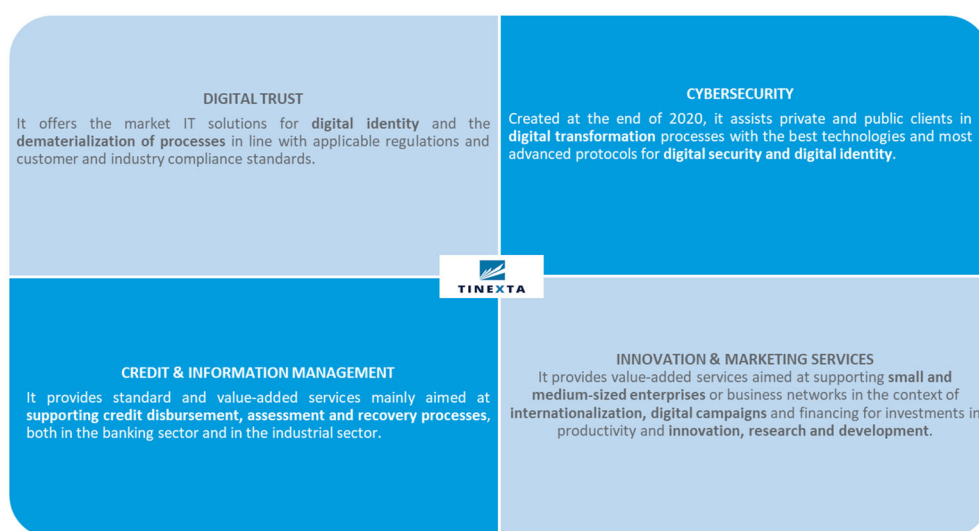 DIGITAL TRUST
It offers the market IT solutions for digital identity and the
dematerialization of processes in line with applicable regulations and
customer and industry compliance standards.
CYBERSECURITY
Created at the end of 2020, it assists private and public clients in
digital transformation processes with the best technologies and most
advanced protocols for digital security and digital identity.
TINEXTA
CREDIT & INFORMATION MANAGEMENT
It provides standard and value-added services mainly aimed at
supporting credit disbursement, assessment and recovery processes,
both in the banking sector and in the industrial sector.
INNOVATION & MARKETING SERVICES
It provides value-added services aimed at supporting small and
medium-sized enterprises or business networks in the context of
internationalization, digital campaigns and financing for investments in
productivity and innovation, research and development.